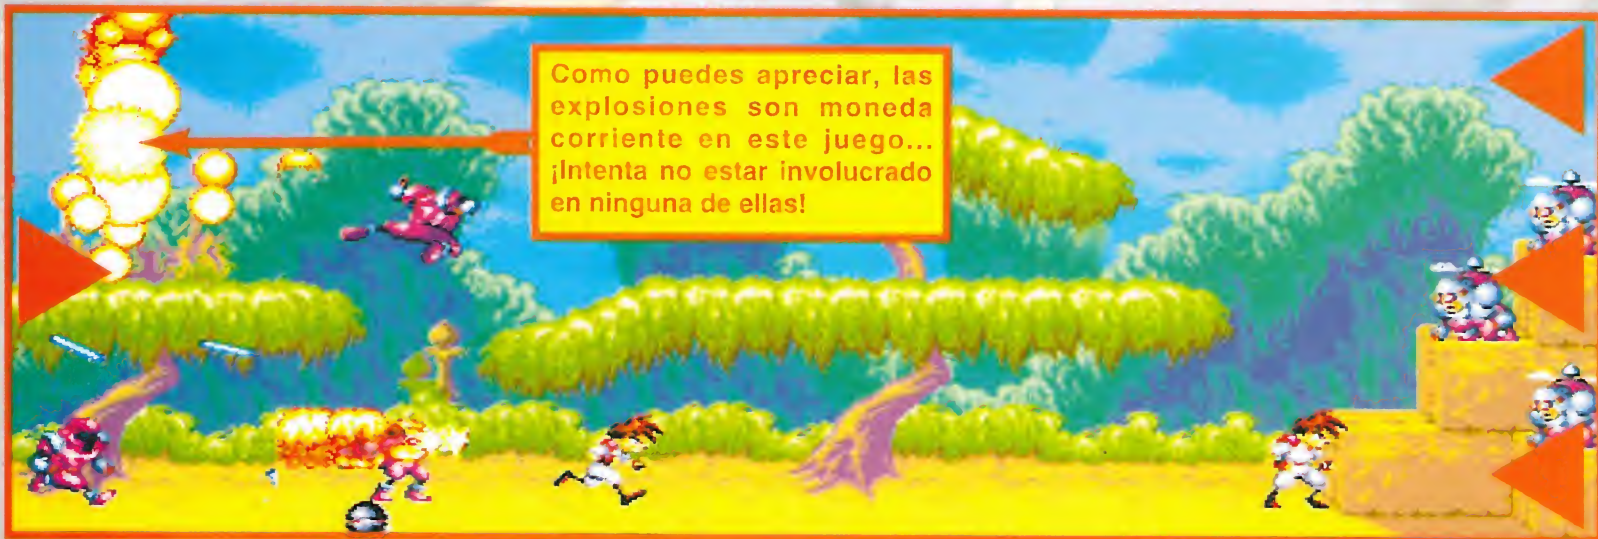 Como puedes apreciar, las
explosiones son moneda
corriente en este juego...
¡Intenta no estar involucrado
en ninguna de ellas!